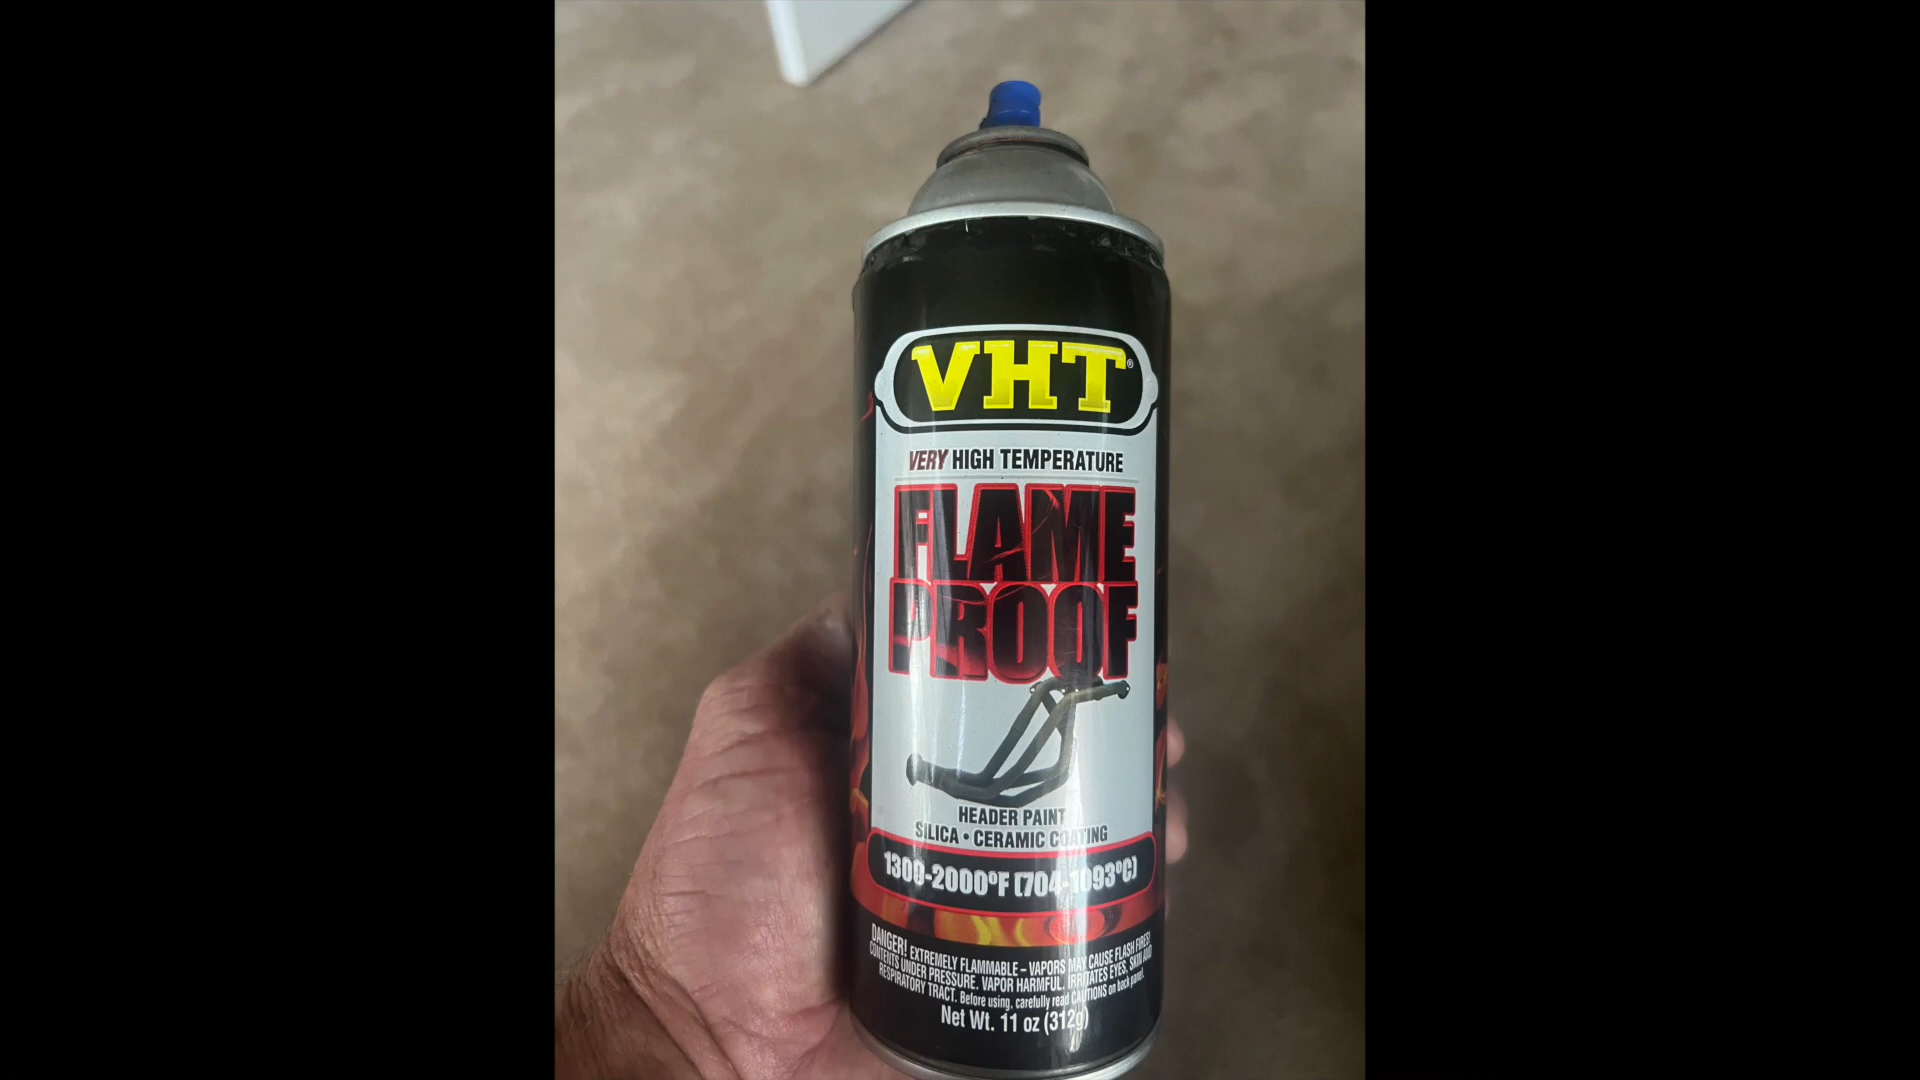 VHT®
VERY HIGH TEMPERATURE
FLAME
PROOF
HEADER PAINT
SILICA • CERAMIC COATING
1300-2000ºF (704-1093ºC)
DANGER! EXTREMELY FLAMMABLE – VAPORS MAY CAUSE FLASH FIRES!
CONTENTS UNDER PRESSURE. VAPOR HARMFUL. IRRITATES EYES, SKIN AND
RESPIRATORY TRACT. Before using, carefully read CAUTIONS on back panel.
Net Wt. 11 oz (312g)